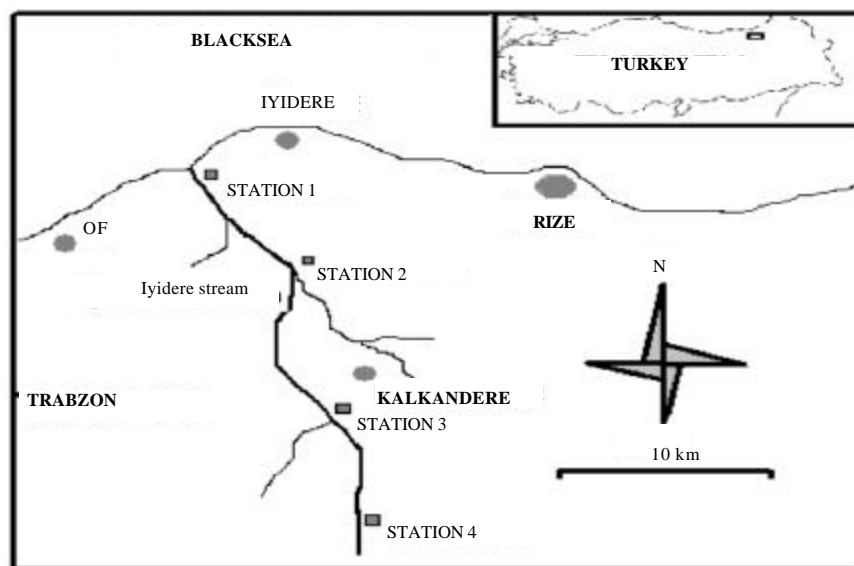 BLACKSEA
TURKEY
IYIDERE
STATION 1
OF
RIZE
STATION 2
Iyidere stream
N
TRABZON
KALKANDERE
STATION 3
10 km
STATION 4